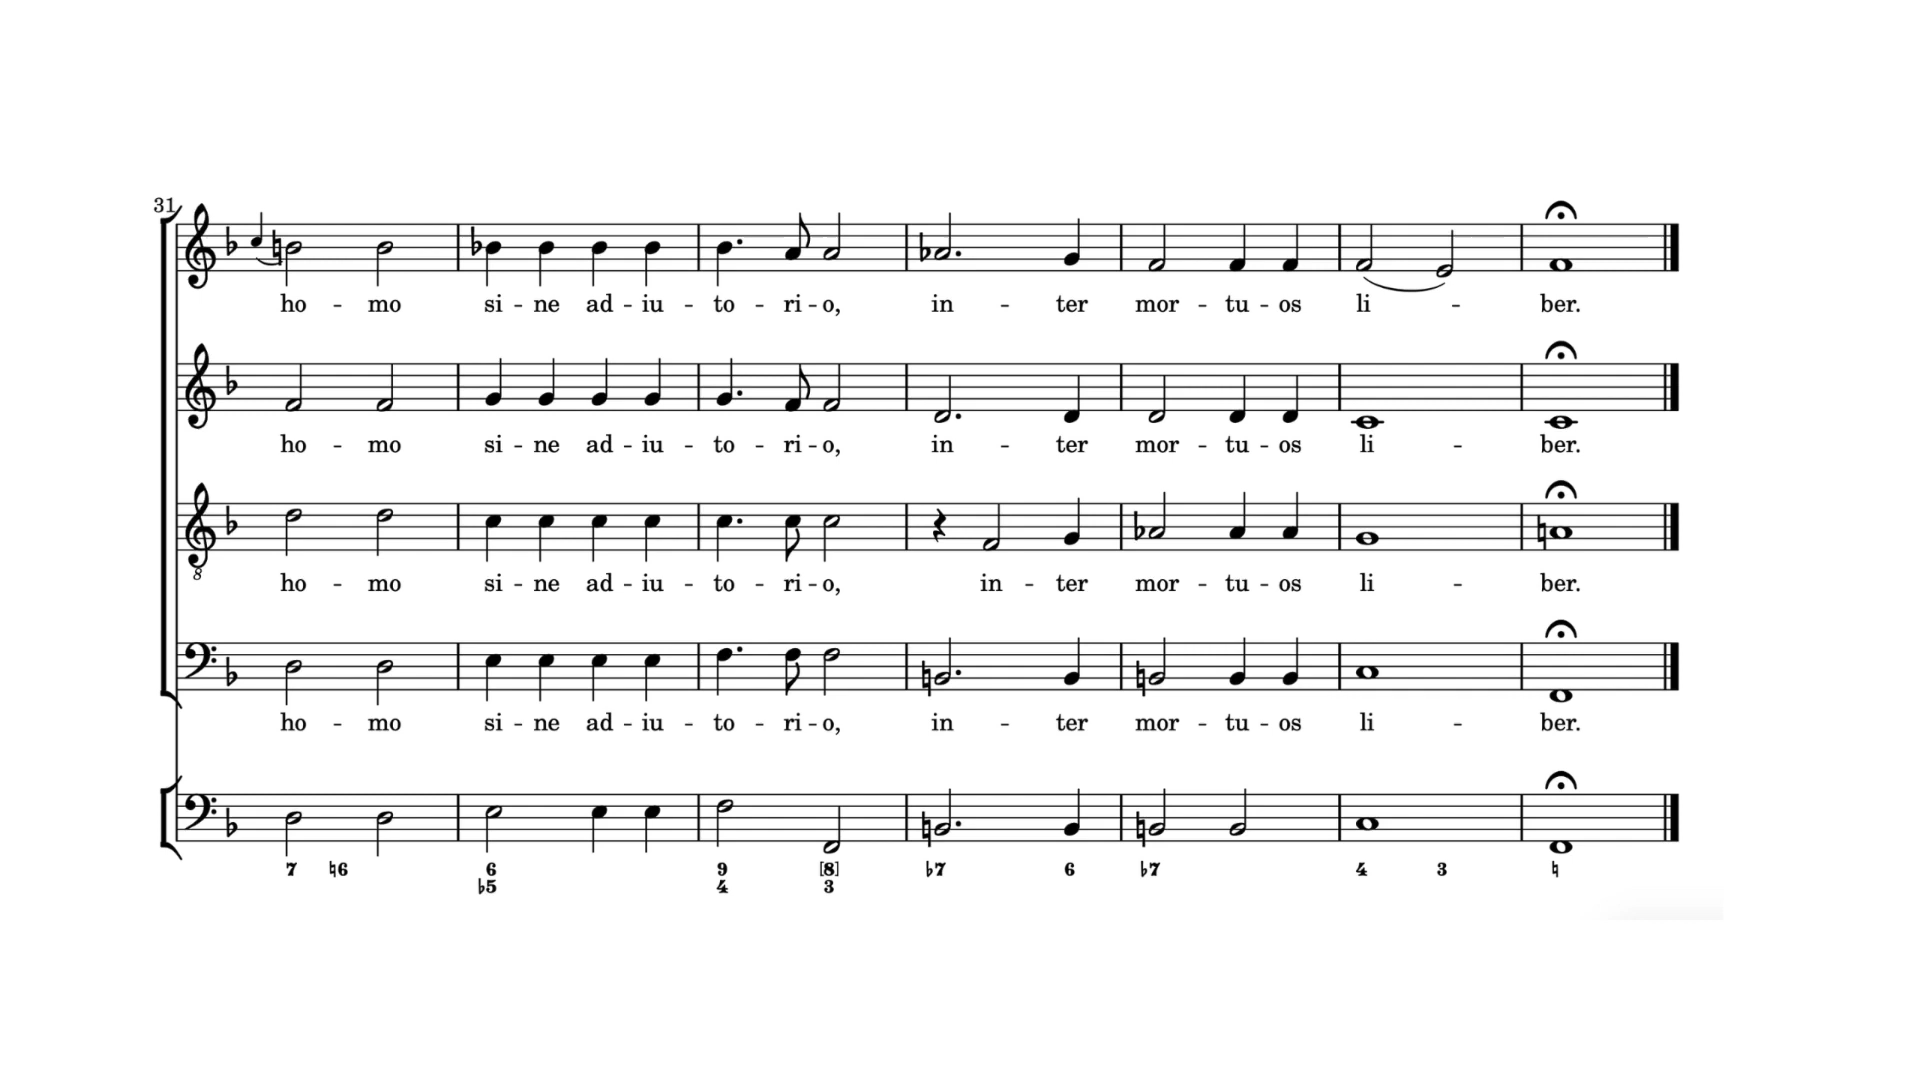 31
ho - mo si - ne ad - iu - to - ri - o, in - ter mor - tu - os li - ber.
ho - mo si - ne ad - iu - to - ri - o, in - ter mor - tu - os li - ber.
8
ho - mo si - ne ad - iu - to - ri - o, in - ter mor - tu - os li - ber.
ho - mo si - ne ad - iu - to - ri - o, in - ter mor - tu - os li - ber.
7 ♮6 6 9 [8] ♭7 6 ♭7 4 3 ♮
♭5 4 3